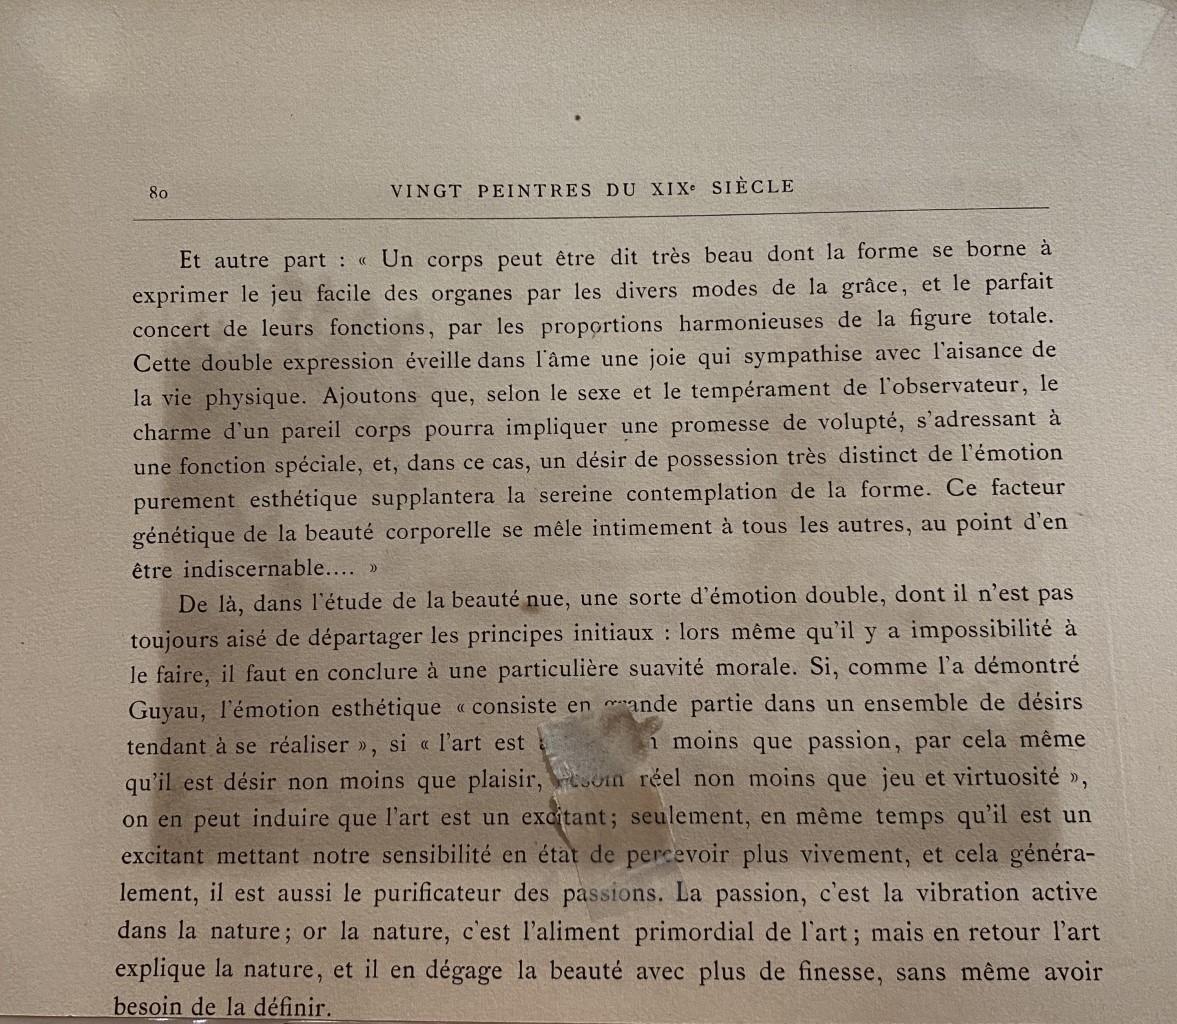 80 VINGT PEINTRES DU XIXe SIÈCLE
Et autre part : « Un corps peut être dit très beau dont la forme se borne à
exprimer le jeu facile des organes par les divers modes de la grâce, et le parfait
concert de leurs fonctions, par les proportions harmonieuses de la figure totale.
Cette double expression éveille dans l'âme une joie qui sympathise avec l'aisance de
la vie physique. Ajoutons que, selon le sexe et le tempérament de l'observateur, le
charme d'un pareil corps pourra impliquer une promesse de volupté, s'adressant à
une fonction spéciale, et, dans ce cas, un désir de possession très distinct de l'émotion
purement esthétique supplantera la sereine contemplation de la forme. Ce facteur
génétique de la beauté corporelle se mêle intimement à tous les autres, au point d'en
être indiscernable.... »
De là, dans l'étude de la beauté nue, une sorte d'émotion double, dont il n'est pas
toujours aisé de départager les principes initiaux : lors même qu'il y a impossibilité à
le faire, il faut en conclure à une particulière suavité morale. Si, comme l'a démontré
Guyau, l'émotion esthétique « consiste en grande partie dans un ensemble de désirs
tendant à se réaliser », si « l'art est moins que passion, par cela même
qu'il est désir non moins que plaisir, besoin réel non moins que jeu et virtuosité »,
on en peut induire que l'art est un excitant; seulement, en même temps qu'il est un
excitant mettant notre sensibilité en état de percevoir plus vivement, et cela généra-
lement, il est aussi le purificateur des passions. La passion, c'est la vibration active
dans la nature; or la nature, c'est l'aliment primordial de l'art; mais en retour l'art
explique la nature, et il en dégage la beauté avec plus de finesse, sans même avoir
besoin de la définir.